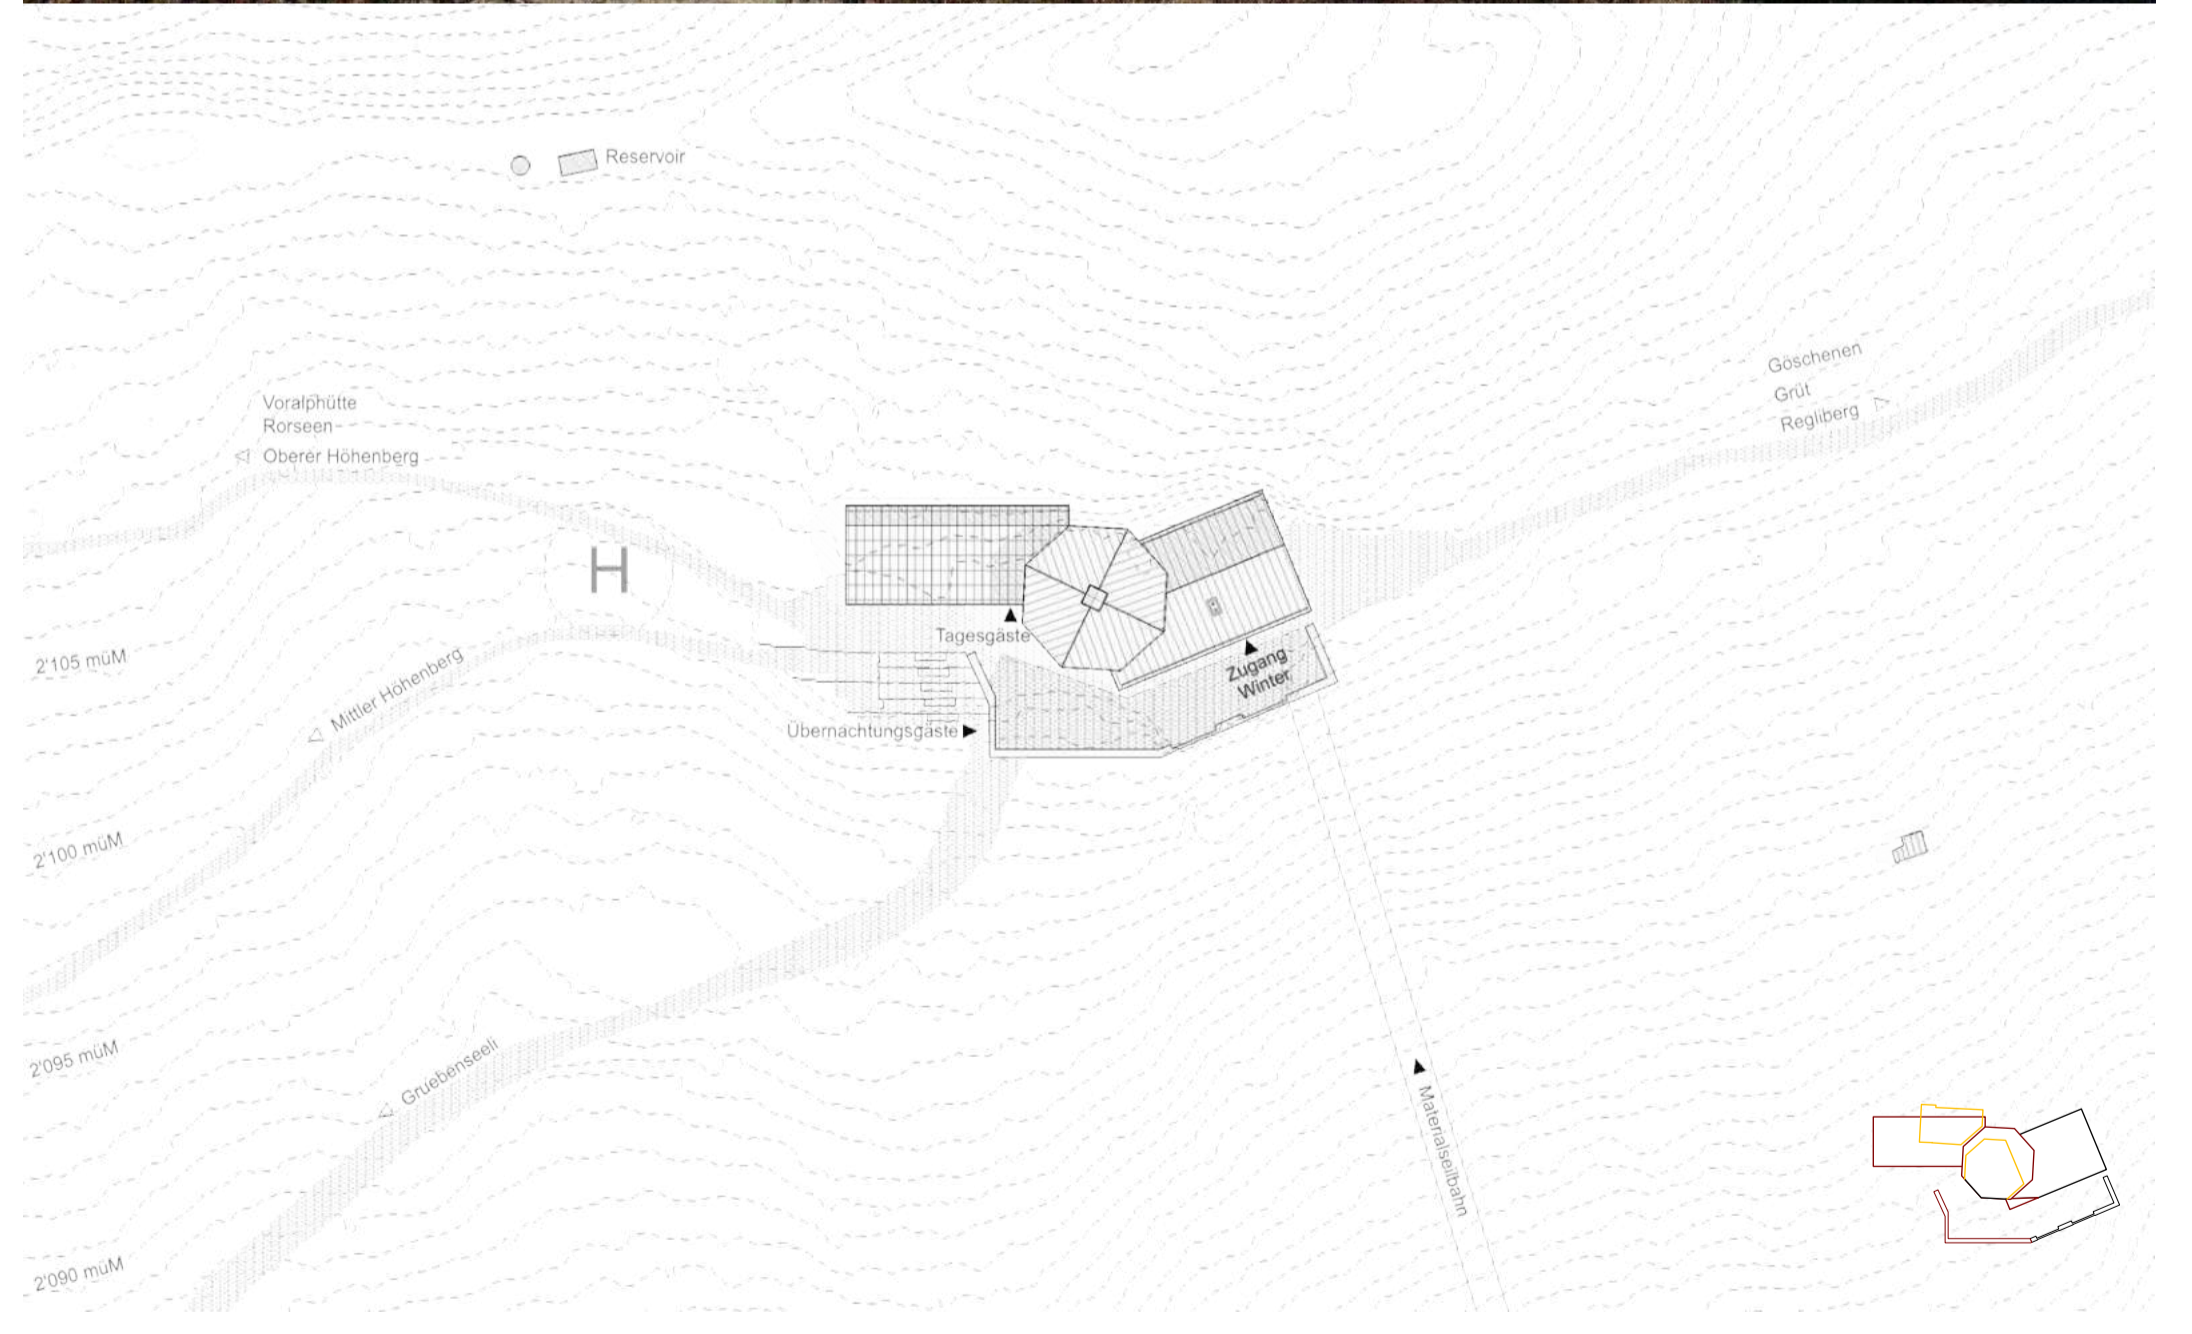 Reservoir
Göschenen
Grüt
Regliberg
Voralphütte
Rorseen
Oberer Höhenberg
H
Tagesgäste
Zugang
Winter
2'105 müM
Mittler Höhenberg
Übernachtungsgäste
2'100 müM
2'095 müM
Gruebenseeli
Materialseilbahn
2'090 müM